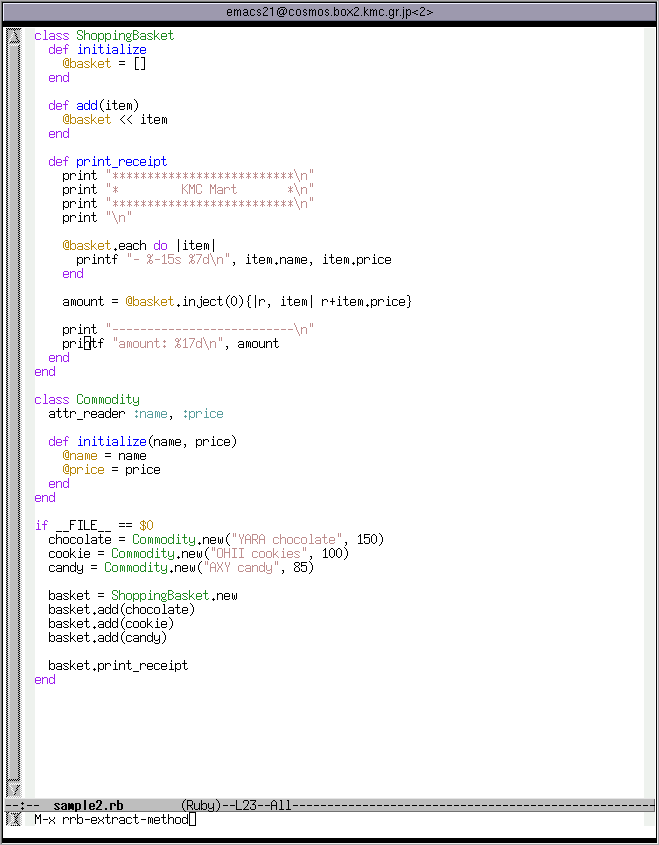 emacs21@cosmos.box2.kmc.gr.jp<2>
class ShoppingBasket
  def initialize
    @basket = []
  end

  def add(item)
    @basket << item
  end

  def print_receipt
    print "**************************\n"
    print "*         KMC Mart       *\n"
    print "**************************\n"
    print "\n"

    @basket.each do |item|
      printf "- %-15s %7d\n", item.name, item.price
    end

    amount = @basket.inject(0){|r, item| r+item.price}

    print "--------------------------\n"
    printf "amount: %17d\n", amount
  end
end

class Commodity
  attr_reader :name, :price

  def initialize(name, price)
    @name = name
    @price = price
  end
end

if __FILE__ == $0
  chocolate = Commodity.new("YARA chocolate", 150)
  cookie = Commodity.new("OHII cookies", 100)
  candy = Commodity.new("AXY candy", 85)

  basket = ShoppingBasket.new
  basket.add(chocolate)
  basket.add(cookie)
  basket.add(candy)

  basket.print_receipt
end
--:--  sample2.rb        (Ruby)--L23--All----------------------------------------------------
M-x rrb-extract-method